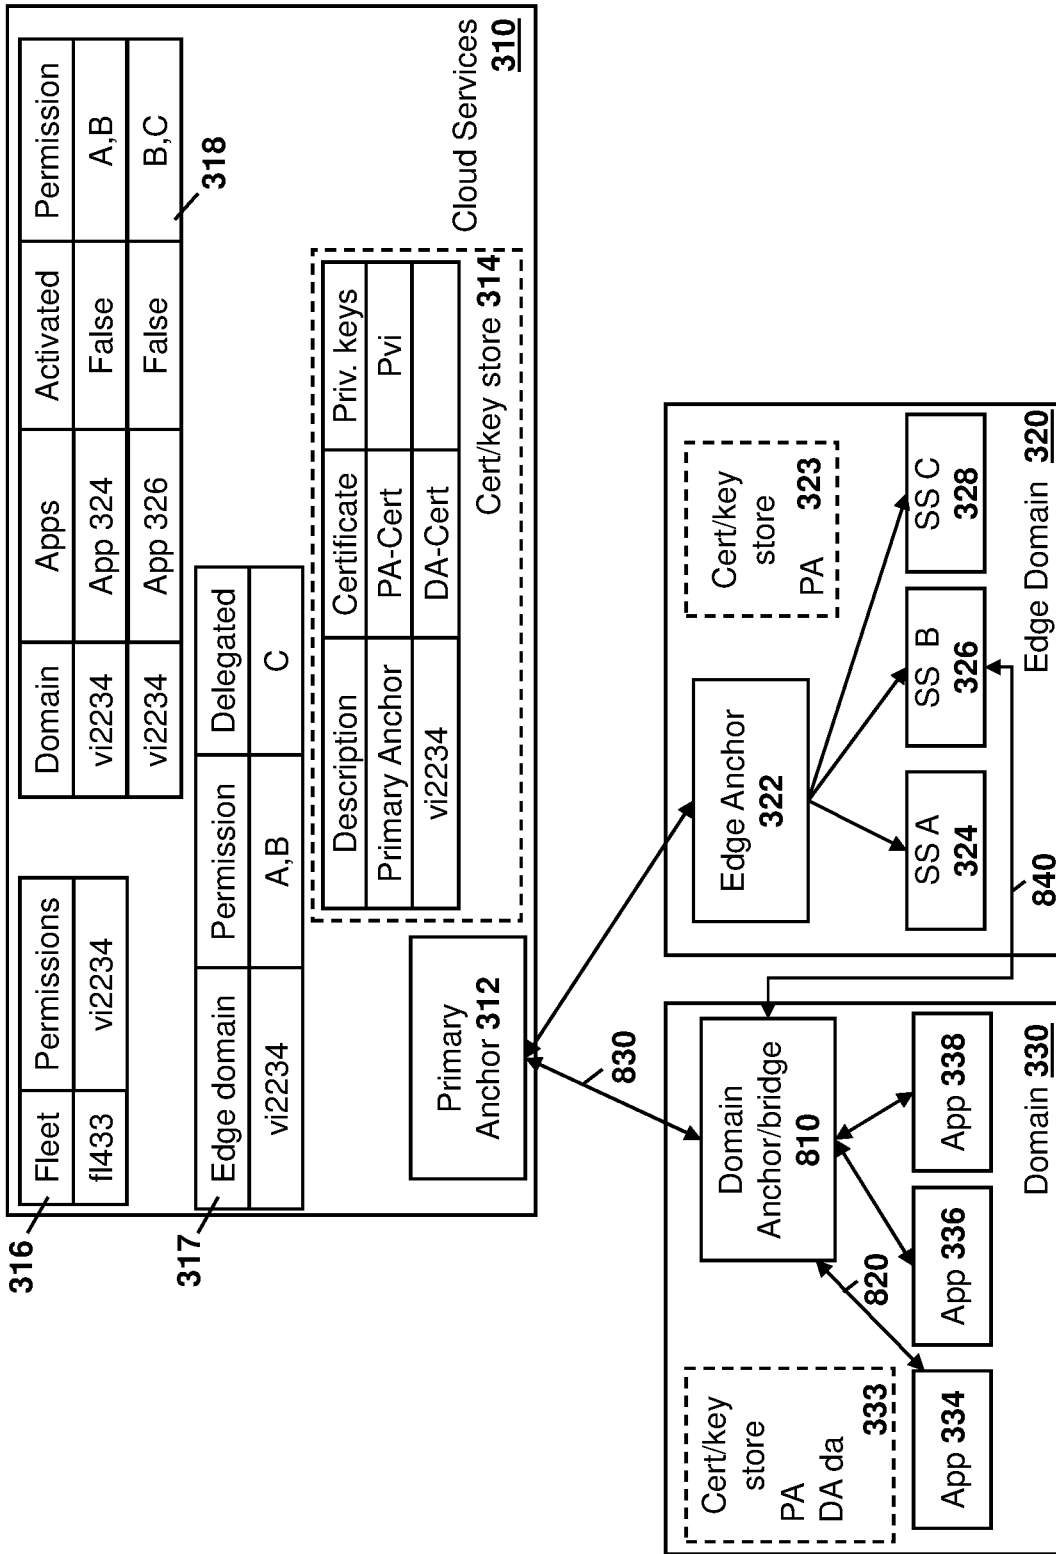 316
Fleet Permissions
fl433 vi2234
Domain Apps Activated Permission
vi2234 App 324 False A,B
vi2234 App 326 False B,C
318
317
Edge domain Permission Delegated
vi2234 A,B C
Description Certificate Priv. keys
Primary Anchor PA-Cert Pvi
vi2234 DA-Cert
Cert/key store 314
Primary
Anchor 312
Cloud Services
310
830
Cert/key
store
PA
DA da
333
Domain
Anchor/bridge
810
820
App 334
App 336
App 338
Domain 330
Edge Anchor
322
Cert/key
store
PA
323
SS A
324
SS B
326
SS C
328
Edge Domain 320
840